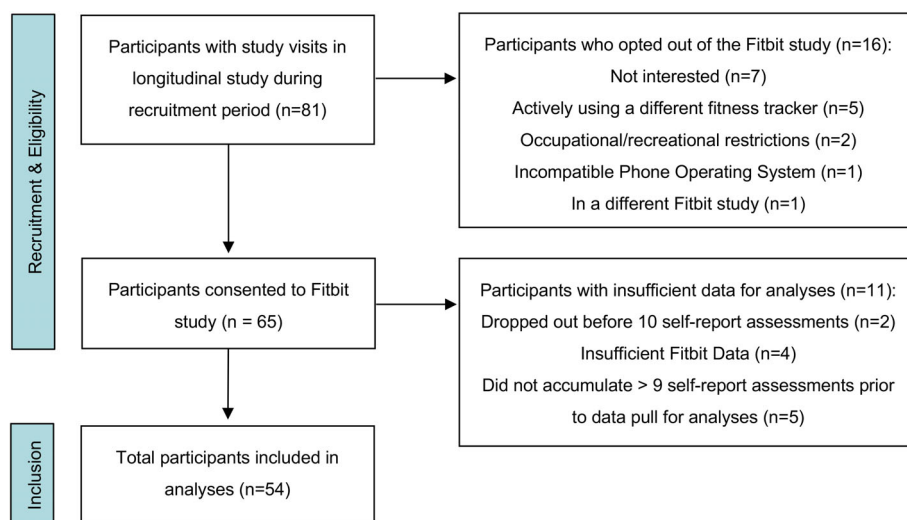 Recruitment & Eligibility
Participants with study visits in
longitudinal study during
recruitment period (n=81)
Participants who opted out of the Fitbit study (n=16):
Not interested (n=7)
Actively using a different fitness tracker (n=5)
Occupational/recreational restrictions (n=2)
Incompatible Phone Operating System (n=1)
In a different Fitbit study (n=1)
Participants consented to Fitbit
study (n = 65)
Participants with insufficient data for analyses (n=11):
Dropped out before 10 self-report assessments (n=2)
Insufficient Fitbit Data (n=4)
Did not accumulate > 9 self-report assessments prior
to data pull for analyses (n=5)
Inclusion
Total participants included in
analyses (n=54)